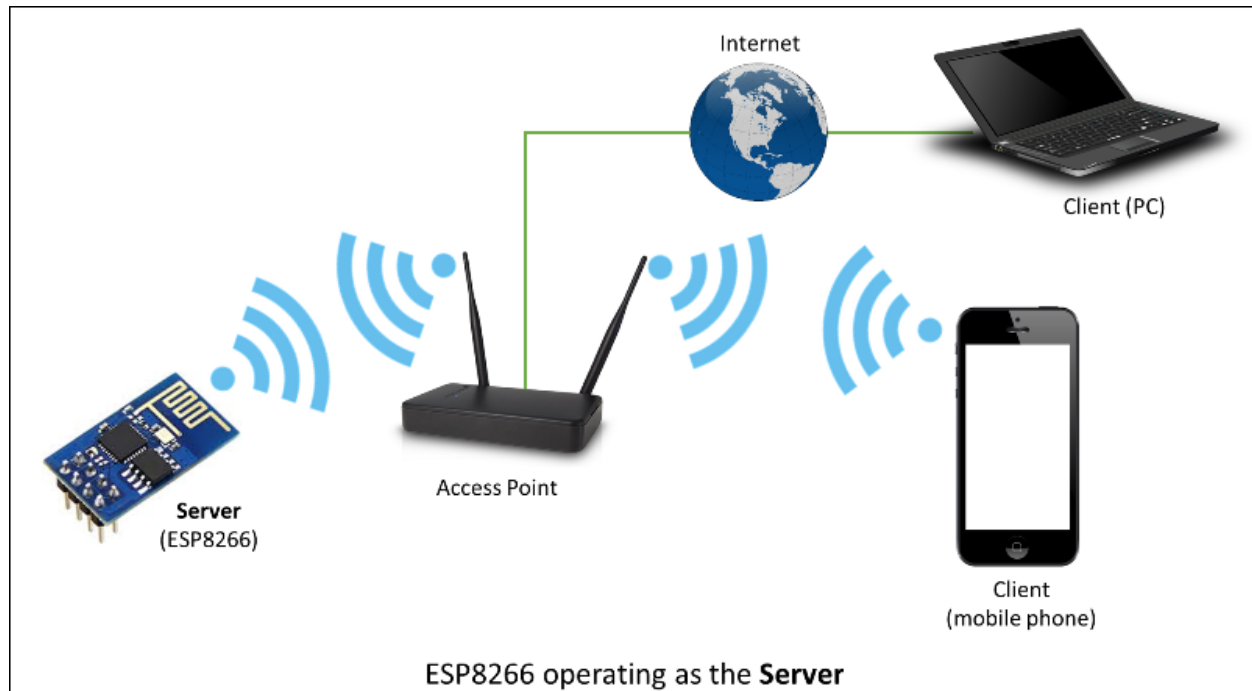 Internet
Client (PC)
Access Point
Server
(ESP8266)
Client
(mobile phone)
ESP8266 operating as the Server